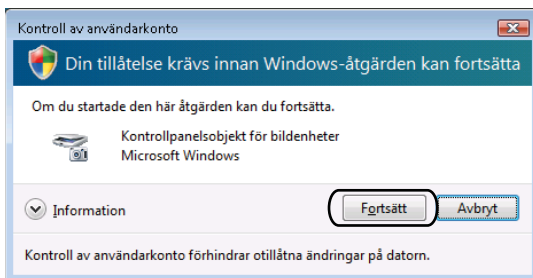 Kontroll av användarkonto
Din tillåtelse krävs innan Windows-åtgärden kan fortsätta
Om du startade den här åtgärden kan du fortsätta.
Kontrollpanelsobjekt för bildenheter
Microsoft Windows
Information
Fortsätt
Avbryt
Kontroll av användarkonto förhindrar otillåtna ändringar på datorn.